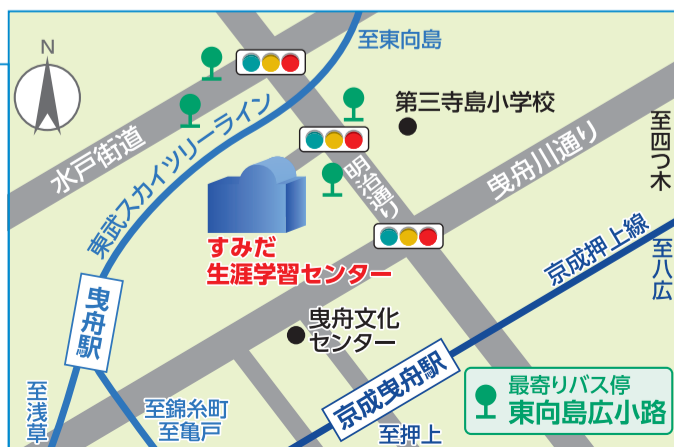 N
至東向島
水戸街道
東武スカイツリーライン
第三寺島小学校
明治通り
曳舟川通り
至四つ木
すみだ
生涯学習センター
京成押上線
至八広
曳舟駅
曳舟文化
センター
京成曳舟駅
至浅草
至錦糸町
至亀戸
至押上
最寄りバス停
東向島広小路